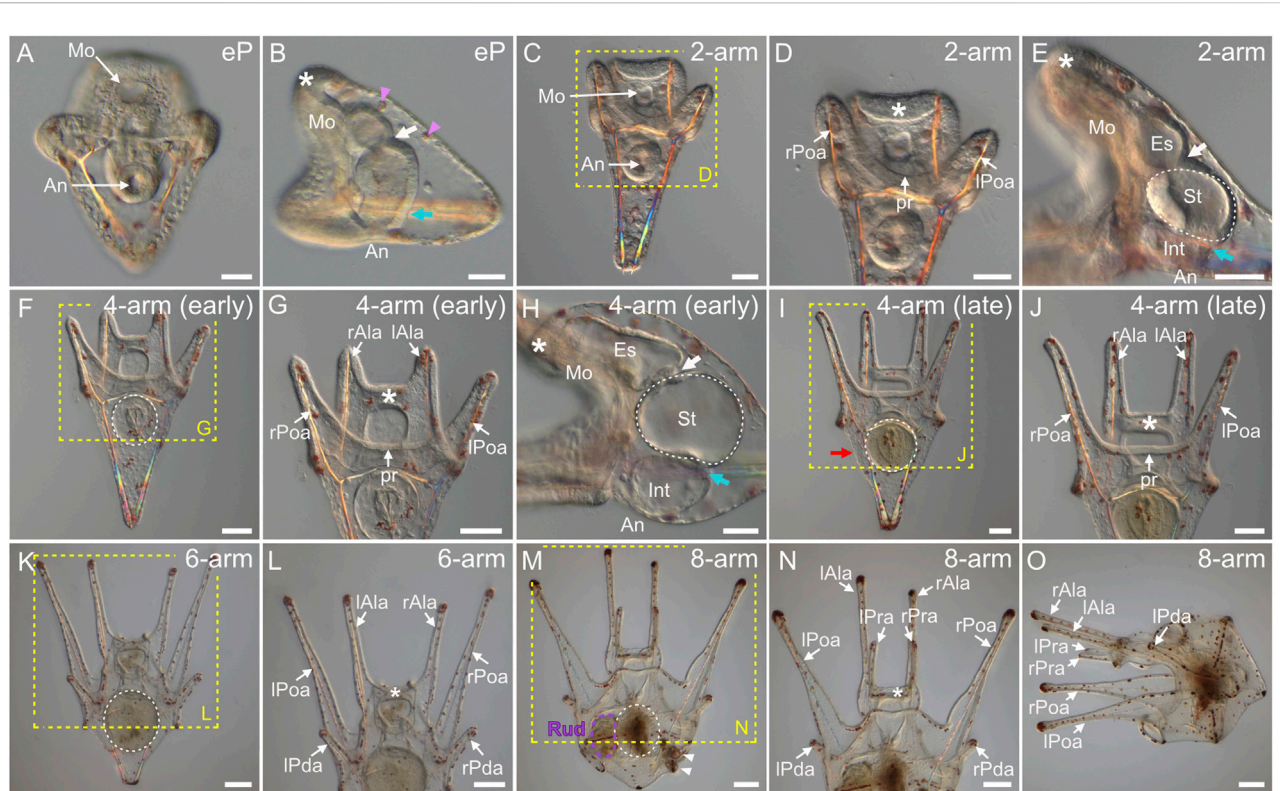 A
eP
Mo
An
B
eP
*
Mo
An
C
2-arm
Mo
An
D
D
2-arm
*
rPoa
lPoa
pr
E
2-arm
*
Mo
Es
St
Int
An
F
4-arm (early)
G
G
4-arm (early)
rAla lAla
*
rPoa
lPoa
pr
H
4-arm (early)
*
Es
Mo
St
Int
An
I
4-arm (late)
J
J
4-arm (late)
rAla lAla
*
rPoa
lPoa
pr
K
6-arm
L
L
6-arm
lAla
rAla
*
lPoa
rPoa
lPda
rPda
M
8-arm
Rud
N
N
8-arm
lAla
rAla
lPra
rPra
lPoa
rPoa
*
lPda
rPda
O
8-arm
rAla
lAla
lPda
lPra
rPra
rPoa
lPoa